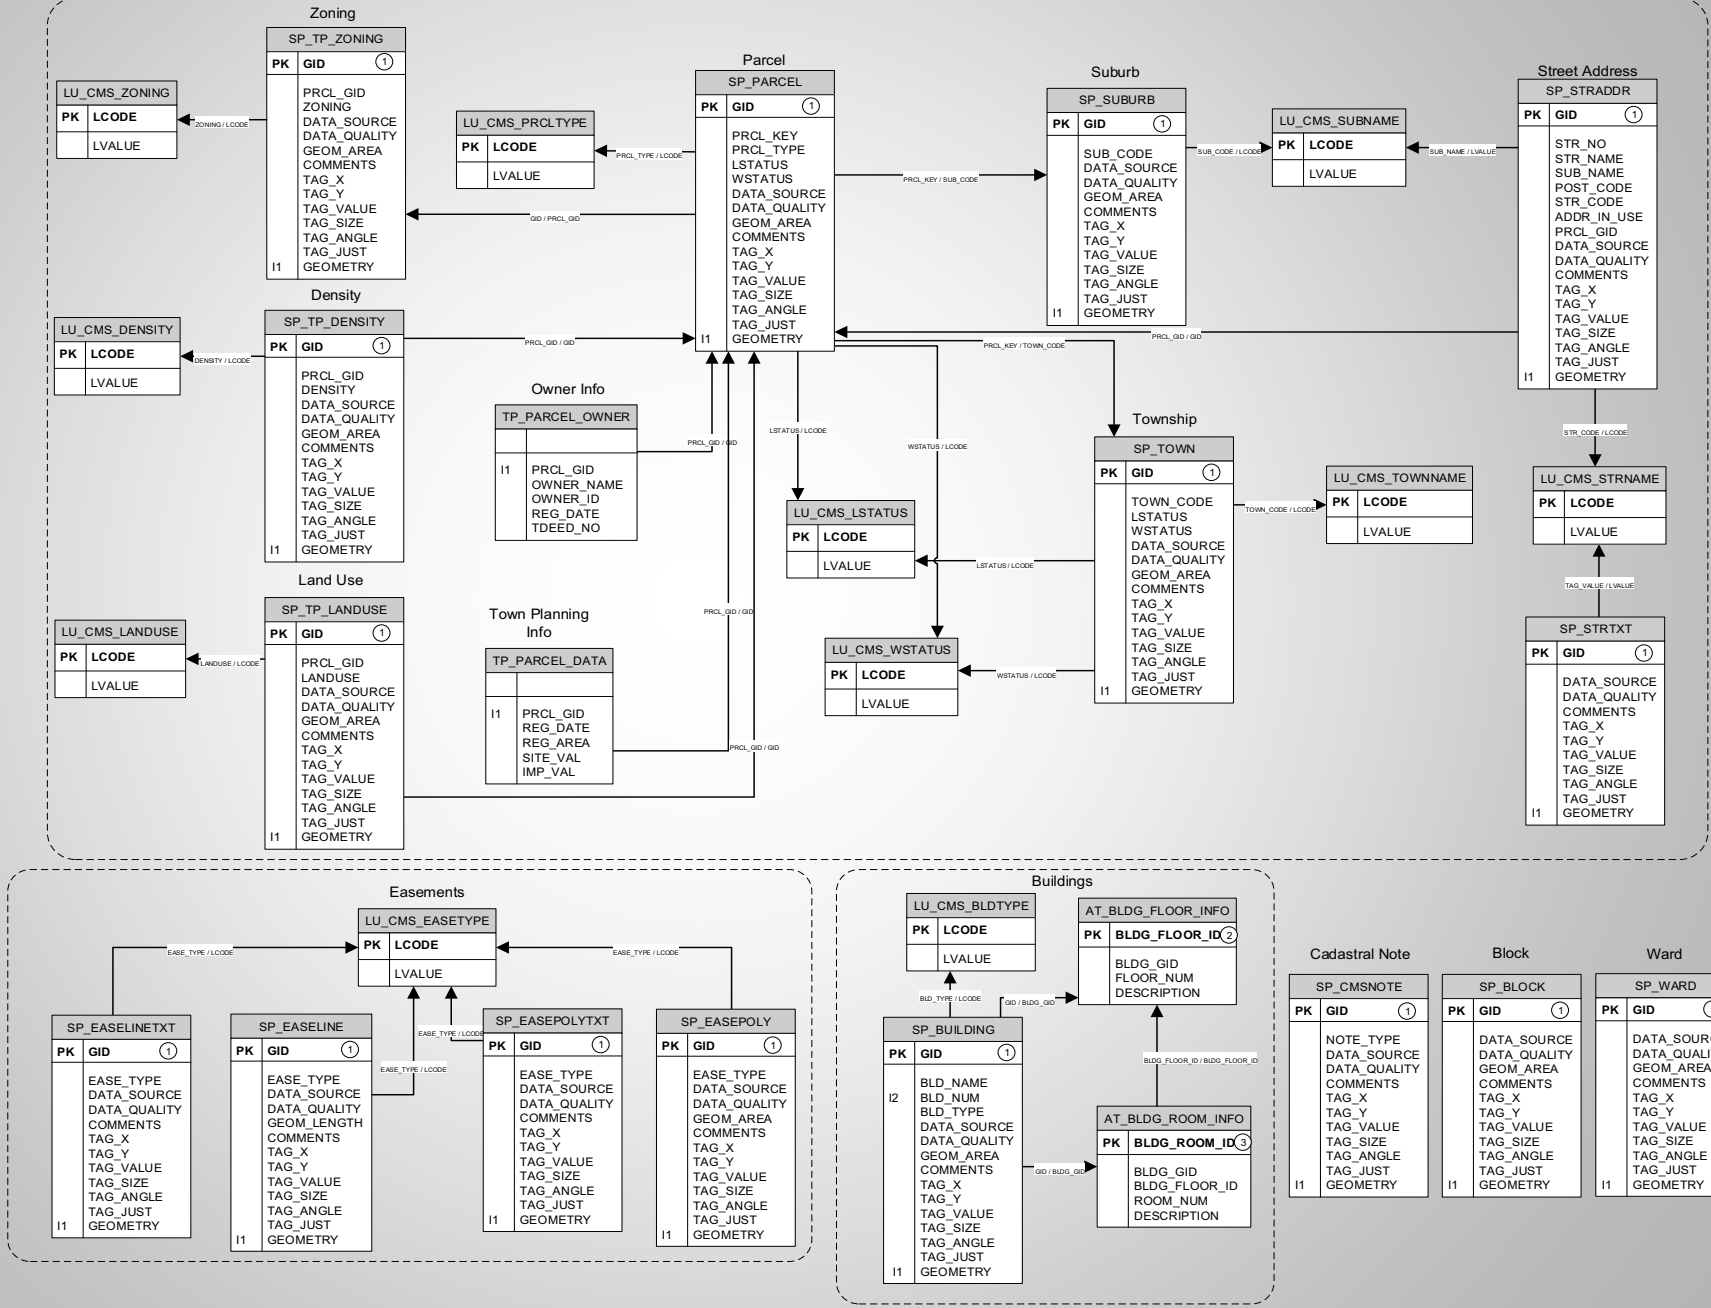 Zoning
SP_TP_ZONING
PK GID 1
PRCL_GID
ZONING
DATA_SOURCE
DATA_QUALITY
GEOM_AREA
COMMENTS
TAG_X
TAG_Y
TAG_VALUE
TAG_SIZE
TAG_ANGLE
TAG_JUST
I1 GEOMETRY
LU_CMS_ZONING
PK LCODE
LVALUE
ZONING / LCODE
LU_CMS_PRCLTYPE
PK LCODE
LVALUE
PRCL_TYPE / LCODE
GID / PRCL_GID
Parcel
SP_PARCEL
PK GID 1
PRCL_KEY
PRCL_TYPE
LSTATUS
WSTATUS
DATA_SOURCE
DATA_QUALITY
GEOM_AREA
COMMENTS
TAG_X
TAG_Y
TAG_VALUE
TAG_SIZE
TAG_ANGLE
TAG_JUST
I1 GEOMETRY
PRCL_KEY / SUB_CODE
Suburb
SP_SUBURB
PK GID 1
SUB_CODE
DATA_SOURCE
DATA_QUALITY
GEOM_AREA
COMMENTS
TAG_X
TAG_Y
TAG_VALUE
TAG_SIZE
TAG_ANGLE
TAG_JUST
I1 GEOMETRY
SUB_CODE / LCODE
LU_CMS_SUBNAME
PK LCODE
LVALUE
SUB_NAME / LVALUE
Street Address
SP_STRADDR
PK GID 1
STR_NO
STR_NAME
SUB_NAME
POST_CODE
STR_CODE
ADDR_IN_USE
PRCL_GID
DATA_SOURCE
DATA_QUALITY
COMMENTS
TAG_X
TAG_Y
TAG_VALUE
TAG_SIZE
TAG_ANGLE
TAG_JUST
I1 GEOMETRY
PRCL_GID / GID
PRCL_KEY / TOWN_CODE
Density
SP_TP_DENSITY
PK GID 1
PRCL_GID
DENSITY
DATA_SOURCE
DATA_QUALITY
GEOM_AREA
COMMENTS
TAG_X
TAG_Y
TAG_VALUE
TAG_SIZE
TAG_ANGLE
TAG_JUST
I1 GEOMETRY
LU_CMS_DENSITY
PK LCODE
LVALUE
DENSITY / LCODE
PRCL_GID / GID
Owner Info
TP_PARCEL_OWNER
I1 PRCL_GID
OWNER_NAME
OWNER_ID
REG_DATE
TDEED_NO
PRCL_GID / GID
LSTATUS / LCODE
WSTATUS / LCODE
Township
SP_TOWN
PK GID 1
TOWN_CODE
LSTATUS
WSTATUS
DATA_SOURCE
DATA_QUALITY
GEOM_AREA
COMMENTS
TAG_X
TAG_Y
TAG_VALUE
TAG_SIZE
TAG_ANGLE
TAG_JUST
I1 GEOMETRY
TOWN_CODE / LCODE
LU_CMS_TOWNNAME
PK LCODE
LVALUE
STR_CODE / LCODE
LU_CMS_STRNAME
PK LCODE
LVALUE
TAG_VALUE / LVALUE
SP_STRTXT
PK GID 1
DATA_SOURCE
DATA_QUALITY
COMMENTS
TAG_X
TAG_Y
TAG_VALUE
TAG_SIZE
TAG_ANGLE
TAG_JUST
I1 GEOMETRY
LU_CMS_LSTATUS
PK LCODE
LVALUE
LSTATUS / LCODE
LU_CMS_WSTATUS
PK LCODE
LVALUE
WSTATUS / LCODE
Land Use
SP_TP_LANDUSE
PK GID 1
PRCL_GID
LANDUSE
DATA_SOURCE
DATA_QUALITY
GEOM_AREA
COMMENTS
TAG_X
TAG_Y
TAG_VALUE
TAG_SIZE
TAG_ANGLE
TAG_JUST
I1 GEOMETRY
LU_CMS_LANDUSE
PK LCODE
LVALUE
LANDUSE / LCODE
Town Planning
Info
TP_PARCEL_DATA
I1 PRCL_GID
REG_DATE
REG_AREA
SITE_VAL
IMP_VAL
PRCL_GID / GID
PRCL_GID / GID
Easements
LU_CMS_EASETYPE
PK LCODE
LVALUE
EASE_TYPE / LCODE
EASE_TYPE / LCODE
EASE_TYPE / LCODE
EASE_TYPE / LCODE
SP_EASELINETXT
PK GID 1
EASE_TYPE
DATA_SOURCE
DATA_QUALITY
COMMENTS
TAG_X
TAG_Y
TAG_VALUE
TAG_SIZE
TAG_ANGLE
TAG_JUST
I1 GEOMETRY
SP_EASELINE
PK GID 1
EASE_TYPE
DATA_SOURCE
DATA_QUALITY
GEOM_LENGTH
COMMENTS
TAG_X
TAG_Y
TAG_VALUE
TAG_SIZE
TAG_ANGLE
TAG_JUST
I1 GEOMETRY
SP_EASEPOLYTXT
PK GID 1
EASE_TYPE
DATA_SOURCE
DATA_QUALITY
COMMENTS
TAG_X
TAG_Y
TAG_VALUE
TAG_SIZE
TAG_ANGLE
TAG_JUST
I1 GEOMETRY
SP_EASEPOLY
PK GID 1
EASE_TYPE
DATA_SOURCE
DATA_QUALITY
GEOM_AREA
COMMENTS
TAG_X
TAG_Y
TAG_VALUE
TAG_SIZE
TAG_ANGLE
TAG_JUST
I1 GEOMETRY
Buildings
LU_CMS_BLDTYPE
PK LCODE
LVALUE
BLD_TYPE / LCODE
GID / BLDG_GID
AT_BLDG_FLOOR_INFO
PK BLDG_FLOOR_ID 2
BLDG_GID
FLOOR_NUM
DESCRIPTION
BLDG_FLOOR_ID / BLDG_FLOOR_ID
SP_BUILDING
PK GID 1
BLD_NAME
I2 BLD_NUM
BLD_TYPE
DATA_SOURCE
DATA_QUALITY
GEOM_AREA
COMMENTS
TAG_X
TAG_Y
TAG_VALUE
TAG_SIZE
TAG_ANGLE
TAG_JUST
I1 GEOMETRY
GID / BLDG_GID
AT_BLDG_ROOM_INFO
PK BLDG_ROOM_ID 3
BLDG_GID
BLDG_FLOOR_ID
ROOM_NUM
DESCRIPTION
Cadastral Note
SP_CMSNOTE
PK GID 1
NOTE_TYPE
DATA_SOURCE
DATA_QUALITY
COMMENTS
TAG_X
TAG_Y
TAG_VALUE
TAG_SIZE
TAG_ANGLE
TAG_JUST
I1 GEOMETRY
Block
SP_BLOCK
PK GID 1
DATA_SOURCE
DATA_QUALITY
GEOM_AREA
COMMENTS
TAG_X
TAG_Y
TAG_VALUE
TAG_SIZE
TAG_ANGLE
TAG_JUST
I1 GEOMETRY
Ward
SP_WARD
PK GID
DATA_SOUR
DATA_QUALI
GEOM_AREA
COMMENTS
TAG_X
TAG_Y
TAG_VALUE
TAG_SIZE
TAG_ANGLE
TAG_JUST
I1 GEOMETRY